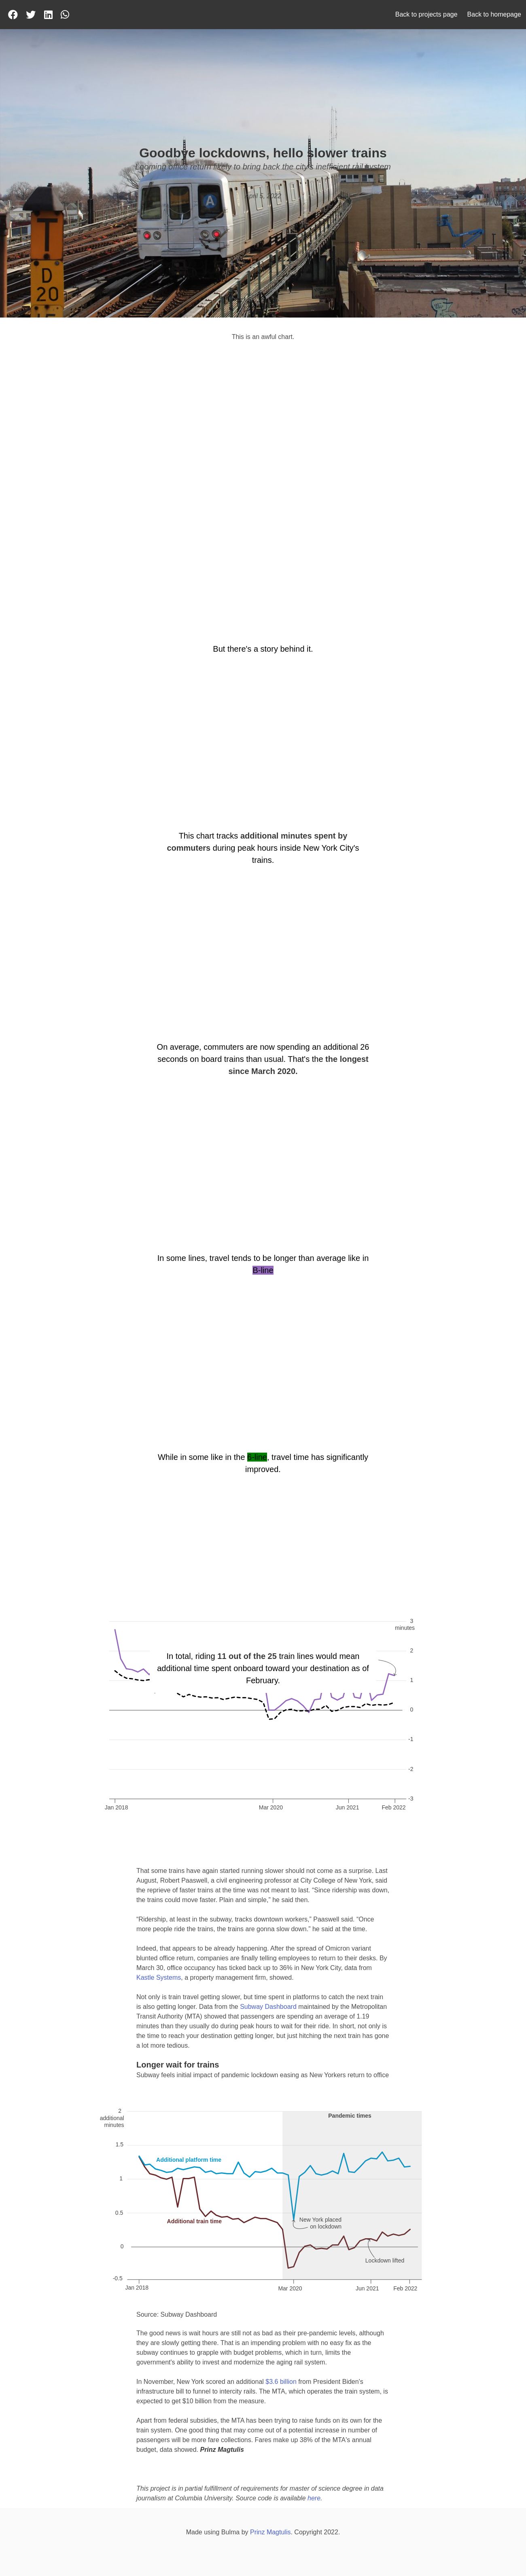 Back to projects page Back to homepage
Goodbye lockdowns, hello slower trains
Looming office return likely to bring back the city's inefficient rail system
2022
A
D
20
This is an awful chart.
But there's a story behind it.
This chart tracks additional minutes spent by
commuters during peak hours inside New York City's
trains.
On average, commuters are now spending an additional 26
seconds on board trains than usual. That's the the longest
since March 2020.
In some lines, travel tends to be longer than average like in
B-line
While in some like in the
, travel time has significantly
improved.
3
minutes
2
1
0
-1
-2
-3
In total, riding 11 out of the 25 train lines would mean
additional time spent onboard toward your destination as of
February.
Jan 2018 Mar 2020 Jun 2021 Feb 2022
That some trains have again started running slower should not come as a surprise. Last
August, Robert Paaswell, a civil engineering professor at City College of New York, said
the reprieve of faster trains at the time was not meant to last. “Since ridership was down,
the trains could move faster. Plain and simple,” he said then.
“Ridership, at least in the subway, tracks downtown workers,” Paaswell said. “Once
more people ride the trains, the trains are gonna slow down.” he said at the time.
Indeed, that appears to be already happening. After the spread of Omicron variant
blunted office return, companies are finally telling employees to return to their desks. By
March 30, office occupancy has ticked back up to 36% in New York City, data from
Kastle Systems, a property management firm, showed.
Not only is train travel getting slower, but time spent in platforms to catch the next train
is also getting longer. Data from the Subway Dashboard maintained by the Metropolitan
Transit Authority (MTA) showed that passengers are spending an average of 1.19
minutes than they usually do during peak hours to wait for their ride. In short, not only is
the time to reach your destination getting longer, but just hitching the next train has gone
a lot more tedious.
Longer wait for trains
Subway feels initial impact of pandemic lockdown easing as New Yorkers return to office
2
additional
minutes
1.5
1
0.5
0
-0.5
Pandemic times
Additional platform time
Additional train time
New York placed
on lockdown
Lockdown lifted
Jan 2018 Mar 2020 Jun 2021 Feb 2022
Source: Subway Dashboard
The good news is wait hours are still not as bad as their pre-pandemic levels, although
they are slowly getting there. That is an impending problem with no easy fix as the
subway continues to grapple with budget problems, which in turn, limits the
government's ability to invest and modernize the aging rail system.
In November, New York scored an additional $3.6 billion from President Biden's
infrastructure bill to funnel to intercity rails. The MTA, which operates the train system, is
expected to get $10 billion from the measure.
Apart from federal subsidies, the MTA has been trying to raise funds on its own for the
train system. One good thing that may come out of a potential increase in number of
passengers will be more fare collections. Fares make up 38% of the MTA's annual
budget, data showed. Prinz Magtulis
This project is in partial fulfillment of requirements for master of science degree in data
journalism at Columbia University. Source code is available here.
Made using Bulma by Prinz Magtulis. Copyright 2022.